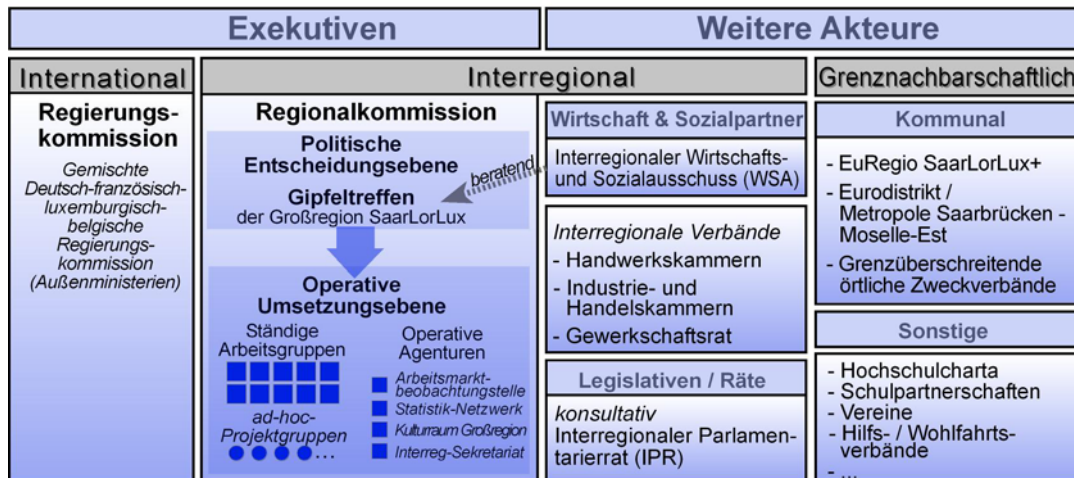 Exekutiven
Weitere Akteure
International
Interregional
Grenznachbarschaftlich
Regierungs-
kommission
Gemischte
Deutsch-französisch-
luxemburgisch-
belgische
Regierungs-
kommission
(Außenministerien)
Regionalkommission
Politische
Entscheidungsebene
Gipfeltreffen
der Großregion SaarLorLux
beratend
Operative
Umsetzungsebene
Ständige
Arbeitsgruppen
ad-hoc-
Projektgruppen
...
Operative
Agenturen
Arbeitsmarkt-
beobachtungstelle
Statistik-Netzwerk
Kulturraum Großregion
Interreg-Sekretariat
Wirtschaft & Sozialpartner
Interregionaler Wirtschafts-
und Sozialausschuss (WSA)
Interregionale Verbände
- Handwerkskammern
- Industrie- und
Handelskammern
- Gewerkschaftsrat
Legislativen / Räte
konsultativ
Interregionaler Parlamen-
tarierrat (IPR)
Kommunal
- EuRegio SaarLorLux+
- Eurodistrikt /
Metropole Saarbrücken -
Moselle-Est
- Grenzüberschreitende
örtliche Zweckverbände
Sonstige
- Hochschulcharta
- Schulpartnerschaften
- Vereine
- Hilfs- / Wohlfahrts-
verbände
- ...